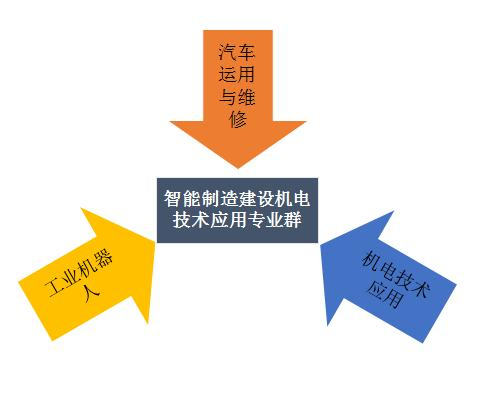 汽车
运用
与维
修
智能制造建设机电
技术应用专业群
工业机器
人
机电技术
应用